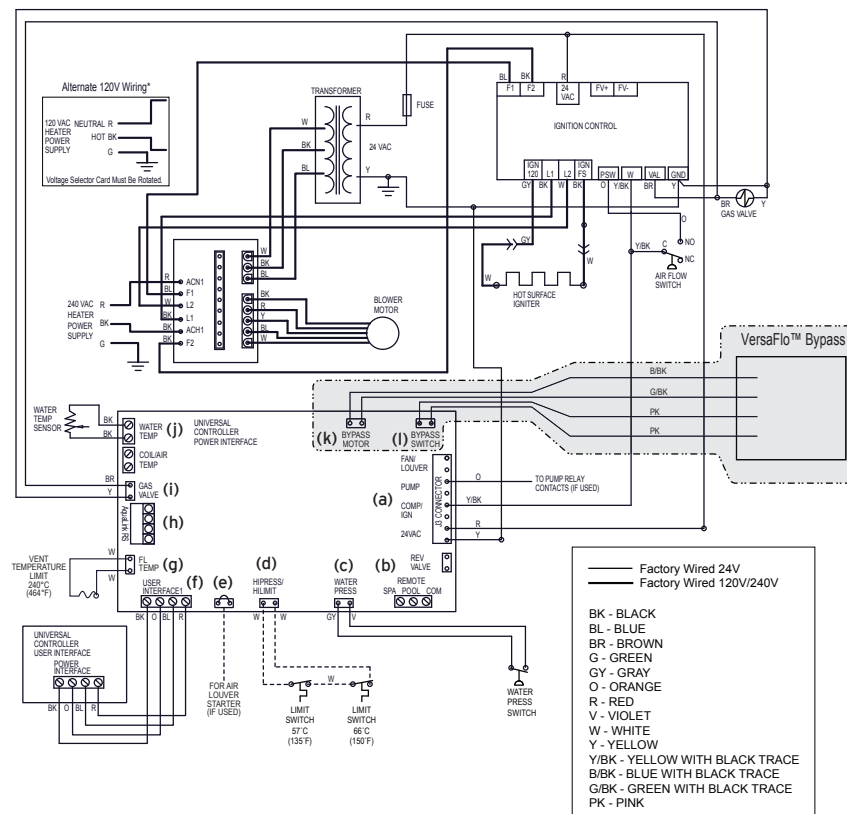 Alternate 120V Wiring*
120 VAC
HEATER
POWER
SUPPLY
NEUTRAL R
HOT BK
G
Voltage Selector Card Must Be Rotated.
TRANSFORMER
W
BK
BL
R
24 VAC
Y
FUSE
BL
BK
R
F1
F2
24
VAC
FV+
FV-
IGNITION CONTROL
IGN
120
L1
L2
IGN
FS
PSW
W
VAL
GND
GY
BK
W
BK
O
Y/BK
BR
Y
BR
Y
GAS VALVE
O
NO
Y/BK
C
NC
AIR FLOW
SWITCH
GY
W
W
HOT SURFACE
IGNITER
240 VAC
HEATER
POWER
SUPPLY
R
BK
G
R
BL
W
BK
BK
BK
ACN1
F1
L2
L1
ACH1
F2
W
BK
BL
BK
R
Y
BL
W
BLOWER
MOTOR
VersaFlo™ Bypass
B/BK
G/BK
PK
PK
(k)
BYPASS
MOTOR
(l)
BYPASS
SWITCH
WATER
TEMP
SENSOR
BK
BK
WATER
TEMP
(j)
UNIVERSAL
CONTROLLER
POWER INTERFACE
COIL/AIR
TEMP
BR
Y
GAS
VALVE
(i)
AquaLink RS
(h)
VENT
TEMPERATURE
LIMIT
240°C
(464°F)
W
W
FL
TEMP
(g)
USER
INTERFACE1
(f)
(e)
(d)
HIPRESS/
HILIMIT
(c)
WATER
PRESS
(b)
REMOTE
SPA POOL COM
(a)
FAN/
LOUVER
PUMP
COMP/
IGN
24VAC
J3 CONNECTOR
O
TO PUMP RELAY
CONTACTS (IF USED)
Y/BK
R
Y
REV
VALVE
BK
O
BL
R
W
W
GY
V
UNIVERSAL
CONTROLLER
USER INTERFACE
POWER
INTERFACE
BK
O
BL
R
FOR AIR
LOUVER
STARTER
(IF USED)
W
LIMIT
SWITCH
57°C
(135°F)
LIMIT
SWITCH
66°C
(150°F)
WATER
PRESS
SWITCH
Factory Wired 24V
Factory Wired 120V/240V
BK - BLACK
BL - BLUE
BR - BROWN
G - GREEN
GY - GRAY
O - ORANGE
R - RED
V - VIOLET
W - WHITE
Y - YELLOW
Y/BK - YELLOW WITH BLACK TRACE
B/BK - BLUE WITH BLACK TRACE
G/BK - GREEN WITH BLACK TRACE
PK - PINK